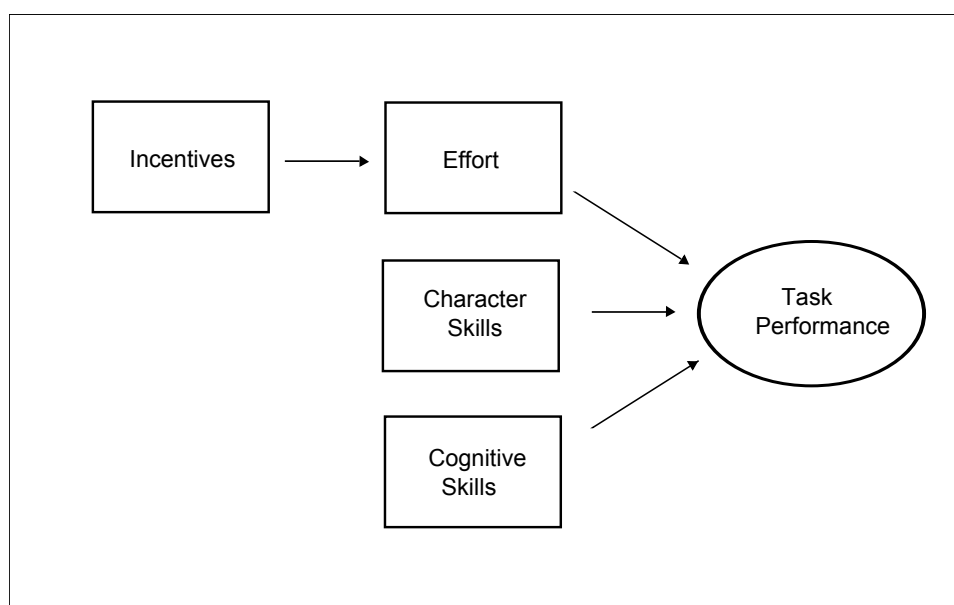 Incentives
Effort
Character
Skills
Cognitive
Skills
Task
Performance